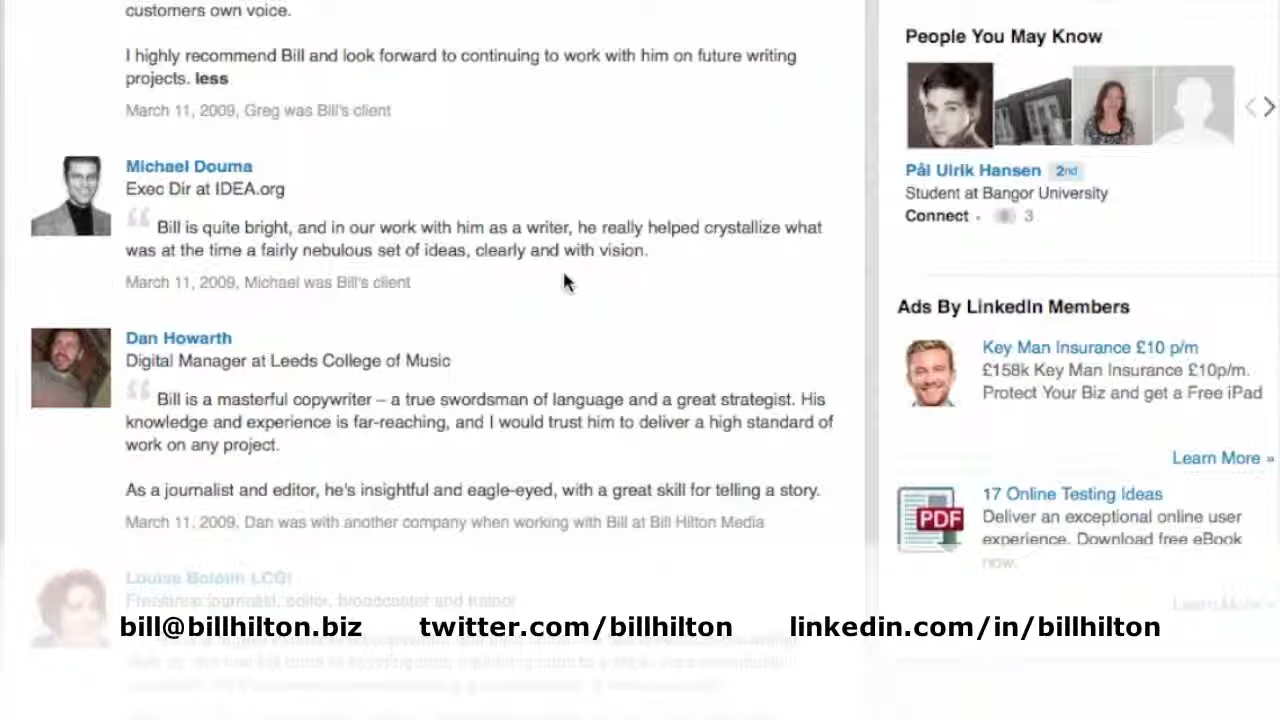 customers own voice.
I highly recommend Bill and look forward to continuing to work with him on future writing
projects. less
March 11, 2009, Greg was Bill's client
Michael Douma
Exec Dir at IDEA.org
“ Bill is quite bright, and in our work with him as a writer, he really helped crystallize what
was at the time a fairly nebulous set of ideas, clearly and with vision.
March 11, 2009, Michael was Bill's client
Dan Howarth
Digital Manager at Leeds College of Music
“ Bill is a masterful copywriter – a true swordsman of language and a great strategist. His
knowledge and experience is far-reaching, and I would trust him to deliver a high standard of
work on any project.
As a journalist and editor, he's insightful and eagle-eyed, with a great skill for telling a story.
March 11, 2009, Dan was with another company when working with Bill at Bill Hilton Media
Louise
Freelance journalist, editor, broadcaster and trainer
bill@billhilton.biz twitter.com/billhilton linkedin.com/in/billhilton
People You May Know
Pål Ulrik Hansen 2nd
Student at Bangor University
Connect · 3
Ads By LinkedIn Members
Key Man Insurance £10 p/m
£158k Key Man Insurance £10p/m.
Protect Your Biz and get a Free iPad
Learn More »
PDF
17 Online Testing Ideas
Deliver an exceptional online user
experience. Download free eBook
now.
Learn More »